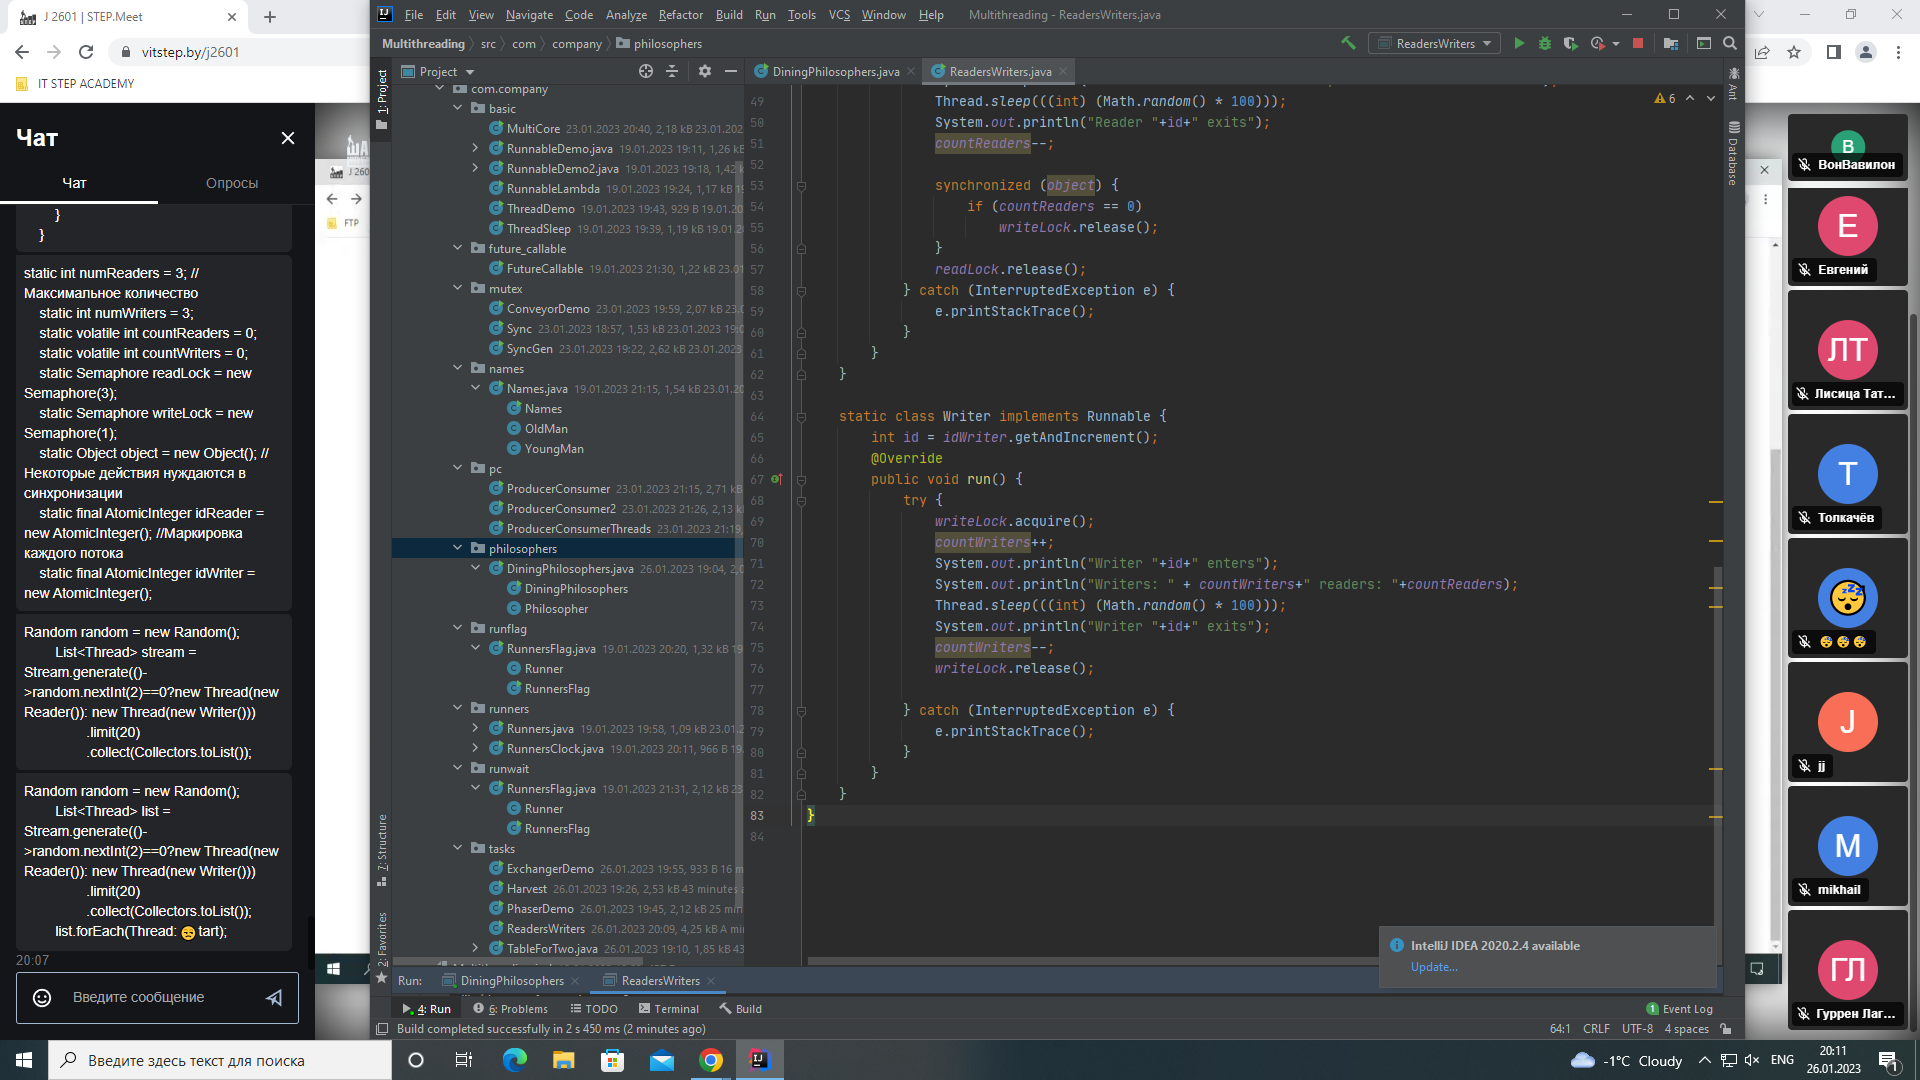 J 2601 | STEP.Meet
vitstep.by/j2601
IT STEP ACADEMY
Чат
Чат
Опросы
}
}
static int numReaders = 3; //
Максимальное количество
static int numWriters = 3;
static volatile int countReaders = 0;
static volatile int countWriters = 0;
static Semaphore readLock = new
Semaphore(3);
static Semaphore writeLock = new
Semaphore(1);
static Object object = new Object(); //
Некоторые действия нуждаются в
синхронизации
static final AtomicInteger idReader =
new AtomicInteger(); //Маркировка
каждого потока
static final AtomicInteger idWriter =
new AtomicInteger();
Random random = new Random();
List<Thread> stream =
Stream.generate(()-
>random.nextInt(2)==0?new Thread(new
Reader()): new Thread(new Writer()))
.limit(20)
.collect(Collectors.toList());
Random random = new Random();
List<Thread> list =
Stream.generate(()-
>random.nextInt(2)==0?new Thread(new
Reader()): new Thread(new Writer()))
.limit(20)
.collect(Collectors.toList());
list.forEach(Thread: 😒tart);
20:07
Введите сообщение
J 260
FTP
File Edit View Navigate Code Analyze Refactor Build Run Tools VCS Window Help Multithreading - ReadersWriters.java
Multithreading src com company philosophers
ReadersWriters
1: Project
7: Structure
2: Favorites
Project
com.company
basic
MultiCore 23.01.2023 20:40, 2,18 kB 23.01.202
RunnableDemo.java 19.01.2023 19:11, 1,26 k
RunnableDemo2.java 19.01.2023 19:18, 1,42
RunnableLambda 19.01.2023 19:24, 1,17 kB
ThreadDemo 19.01.2023 19:43, 929 B 19.01.20
ThreadSleep 19.01.2023 19:39, 1,19 kB 19.01.2
future_callable
FutureCallable 19.01.2023 21:30, 1,22 kB 23.01
mutex
ConveyorDemo 23.01.2023 19:59, 2,07 kB 23.
Sync 23.01.2023 18:57, 1,53 kB 23.01.2023 19:0
SyncGen 23.01.2023 19:22, 2,62 kB 23.01.2023
names
Names.java 19.01.2023 21:15, 1,54 kB 23.01.20
Names
OldMan
YoungMan
pc
ProducerConsumer 23.01.2023 21:15, 2,71 kB
ProducerConsumer2 23.01.2023 21:26, 2,13 k
ProducerConsumerThreads 23.01.2023 21:19,
philosophers
DiningPhilosophers.java 26.01.2023 19:04, 2,0
DiningPhilosophers
Philosopher
runflag
RunnersFlag.java 19.01.2023 20:20, 1,32 kB 19
Runner
RunnersFlag
runners
Runners.java 19.01.2023 19:58, 1,09 kB 23.01.2
RunnersClock.java 19.01.2023 20:11, 966 B 19
runwait
RunnersFlag.java 19.01.2023 21:31, 2,12 kB 23
Runner
RunnersFlag
tasks
ExchangerDemo 26.01.2023 19:55, 933 B 16 m
Harvest 26.01.2023 19:26, 2,53 kB 43 minutes a
PhaserDemo 26.01.2023 19:45, 2,12 kB 25 min
ReadersWriters 26.01.2023 20:09, 4,25 kB A mi
TableForTwo.java 26.01.2023 19:10, 1,85 kB 43
DiningPhilosophers.java
ReadersWriters.java
6
49 Thread.sleep(((int) (Math.random() * 100)));
50 System.out.println("Reader "+id+" exits");
51 countReaders--;
52
53 synchronized (object) {
54 if (countReaders == 0)
55 writeLock.release();
56 }
57 readLock.release();
58 } catch (InterruptedException e) {
59 e.printStackTrace();
60 }
61 }
62 }
63
64 static class Writer implements Runnable {
65 int id = idWriter.getAndIncrement();
66 @Override
67 public void run() {
68 try {
69 writeLock.acquire();
70 countWriters++;
71 System.out.println("Writer "+id+" enters");
72 System.out.println("Writers: " + countWriters+" readers: "+countReaders);
73 Thread.sleep(((int) (Math.random() * 100)));
74 System.out.println("Writer "+id+" exits");
75 countWriters--;
76 writeLock.release();
77
78 } catch (InterruptedException e) {
79 e.printStackTrace();
80 }
81 }
82 }
83 }
84
Ant
Database
IntelliJ IDEA 2020.2.4 available
Update...
Run: DiningPhilosophers ReadersWriters
4: Run 6: Problems TODO Terminal Build
1 Event Log
Build completed successfully in 2 s 450 ms (2 minutes ago)
64:1 CRLF UTF-8 4 spaces
В
ВонВавилон
Е
Евгений
ЛТ
Лисица Тат...
Т
Толкачёв
😴
😴 😴 😴
J
jj
M
mikhail
ГЛ
Гуррен Лаг...
Введите здесь текст для поиска
-1°C Cloudy
ENG
20:11
26.01.2023
1